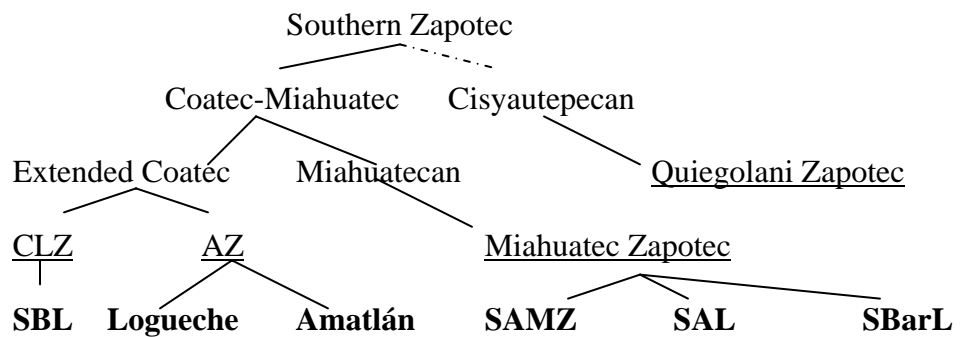 Southern Zapotec
Coatec-Miahuatec Cisyautepecan
Extended Coatec Miahuatecan Quiegolani Zapotec
CLZ AZ Miahuatec Zapotec
SBL Logueche Amatlán SAMZ SAL SBarL